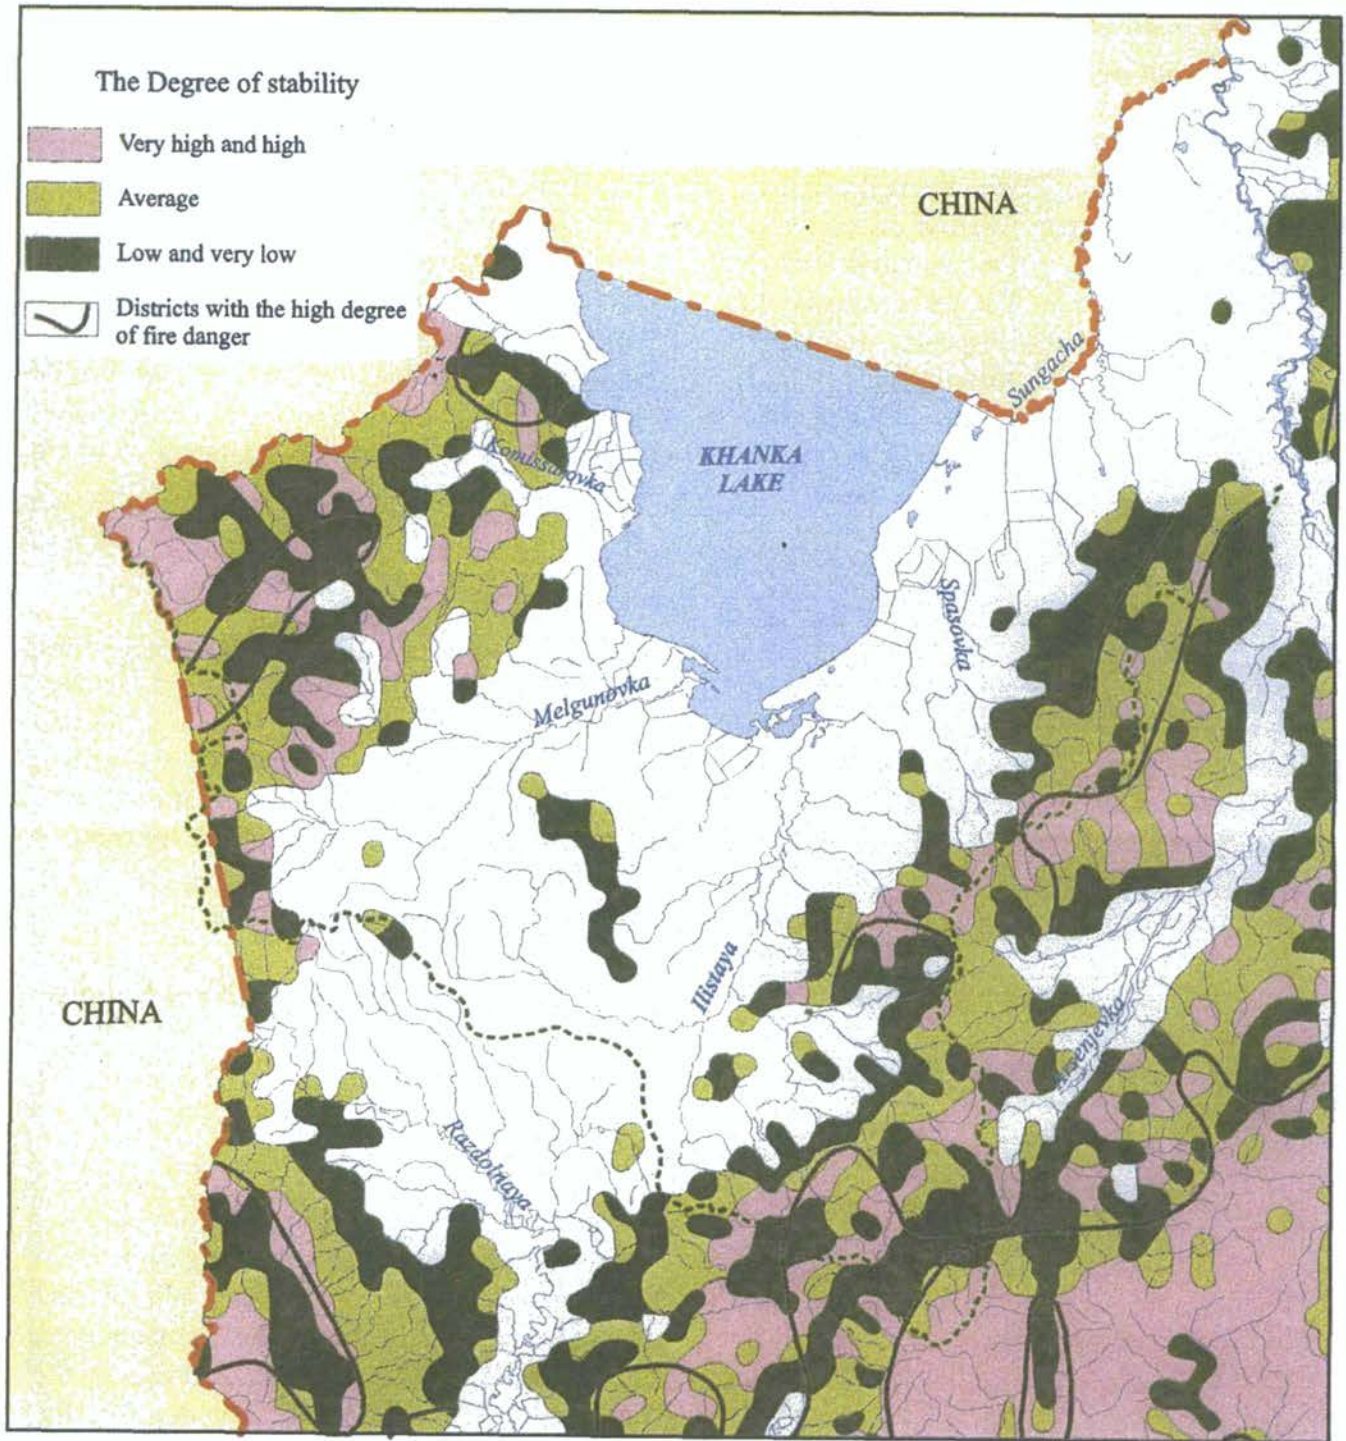 The Degree of stability
Very high and high
Average
Low and very low
Districts with the high degree
of fire danger
CHINA
Sungacha
KHANKA
LAKE
Komissarovka
Spasovka
Melgunovka
Ilistaya
CHINA
Arsenjevka
Razdolnaya